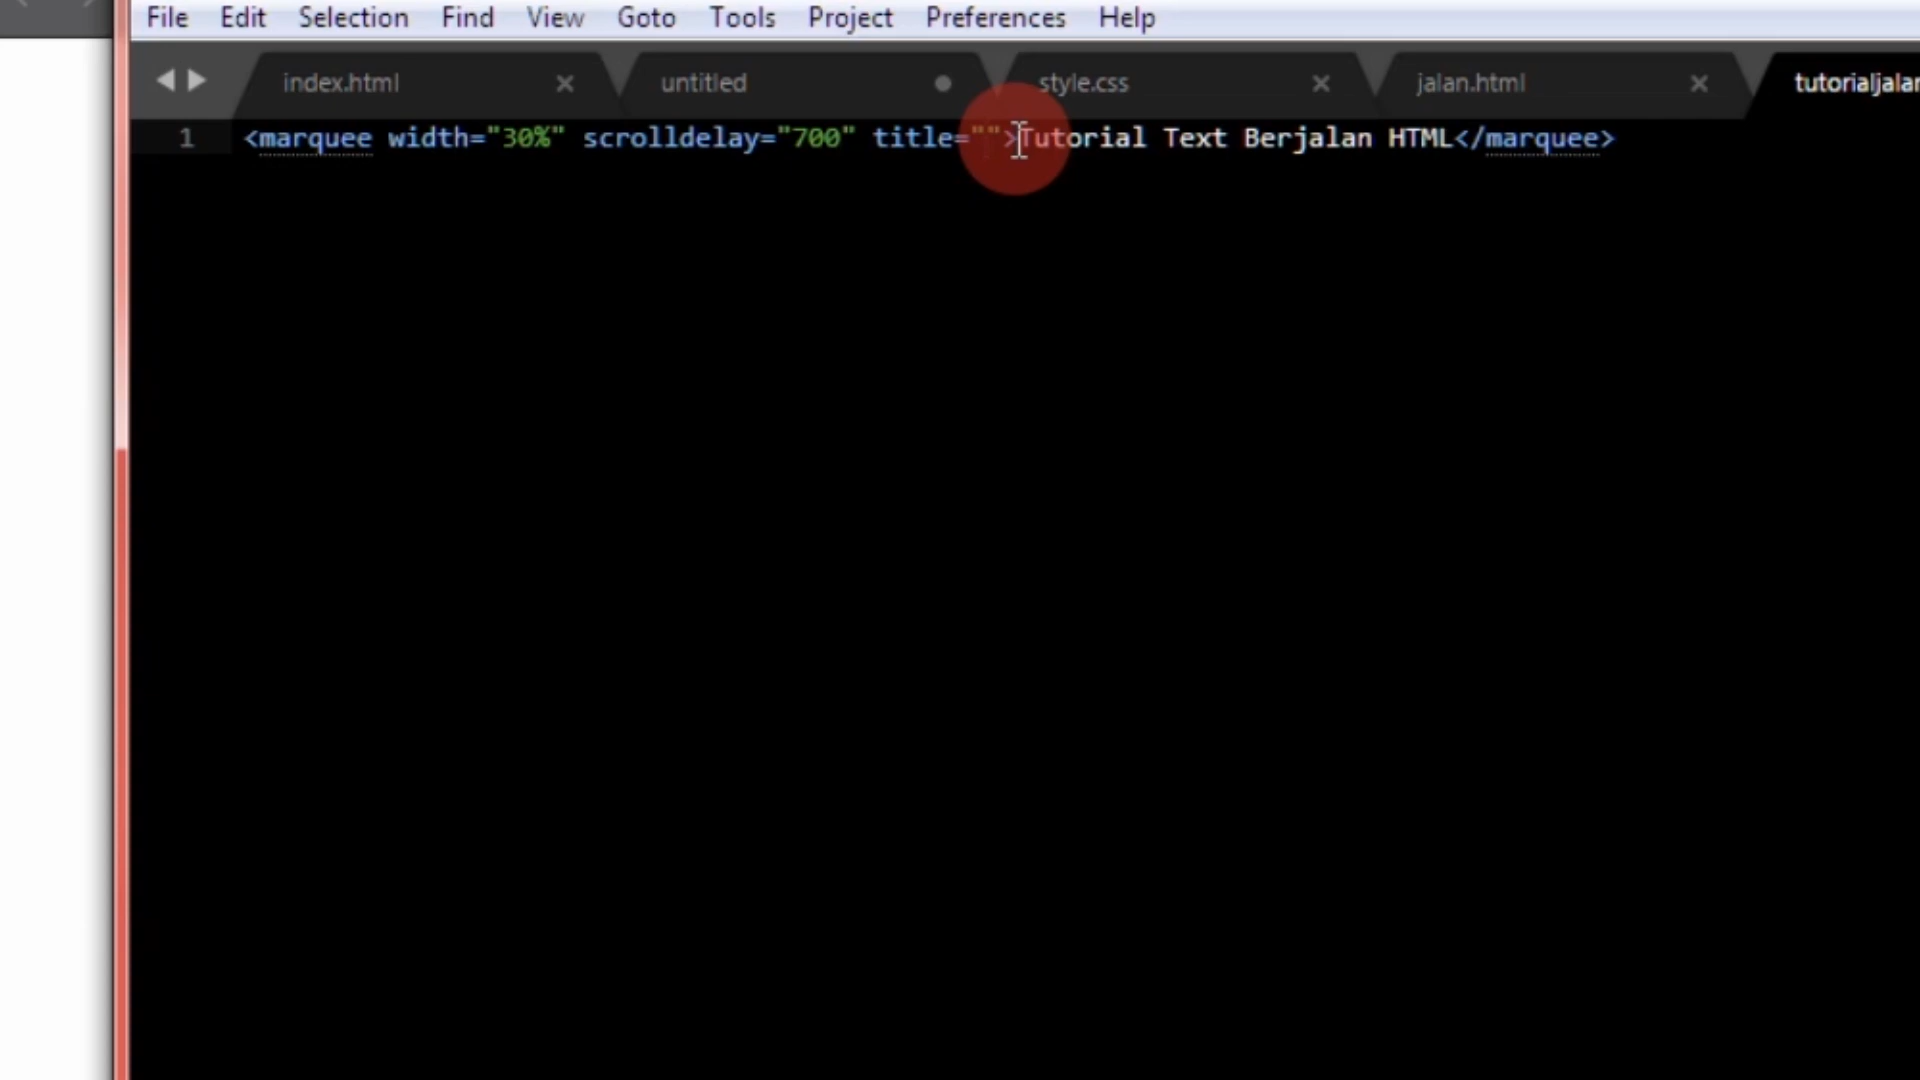 File Edit Selection Find View Goto Tools Project Preferences Help
index.html untitled style.css jalan.html tutorialjalan
1 <marquee width="30%" scrolldelay="700" title="">Tutorial Text Berjalan HTML</marquee>